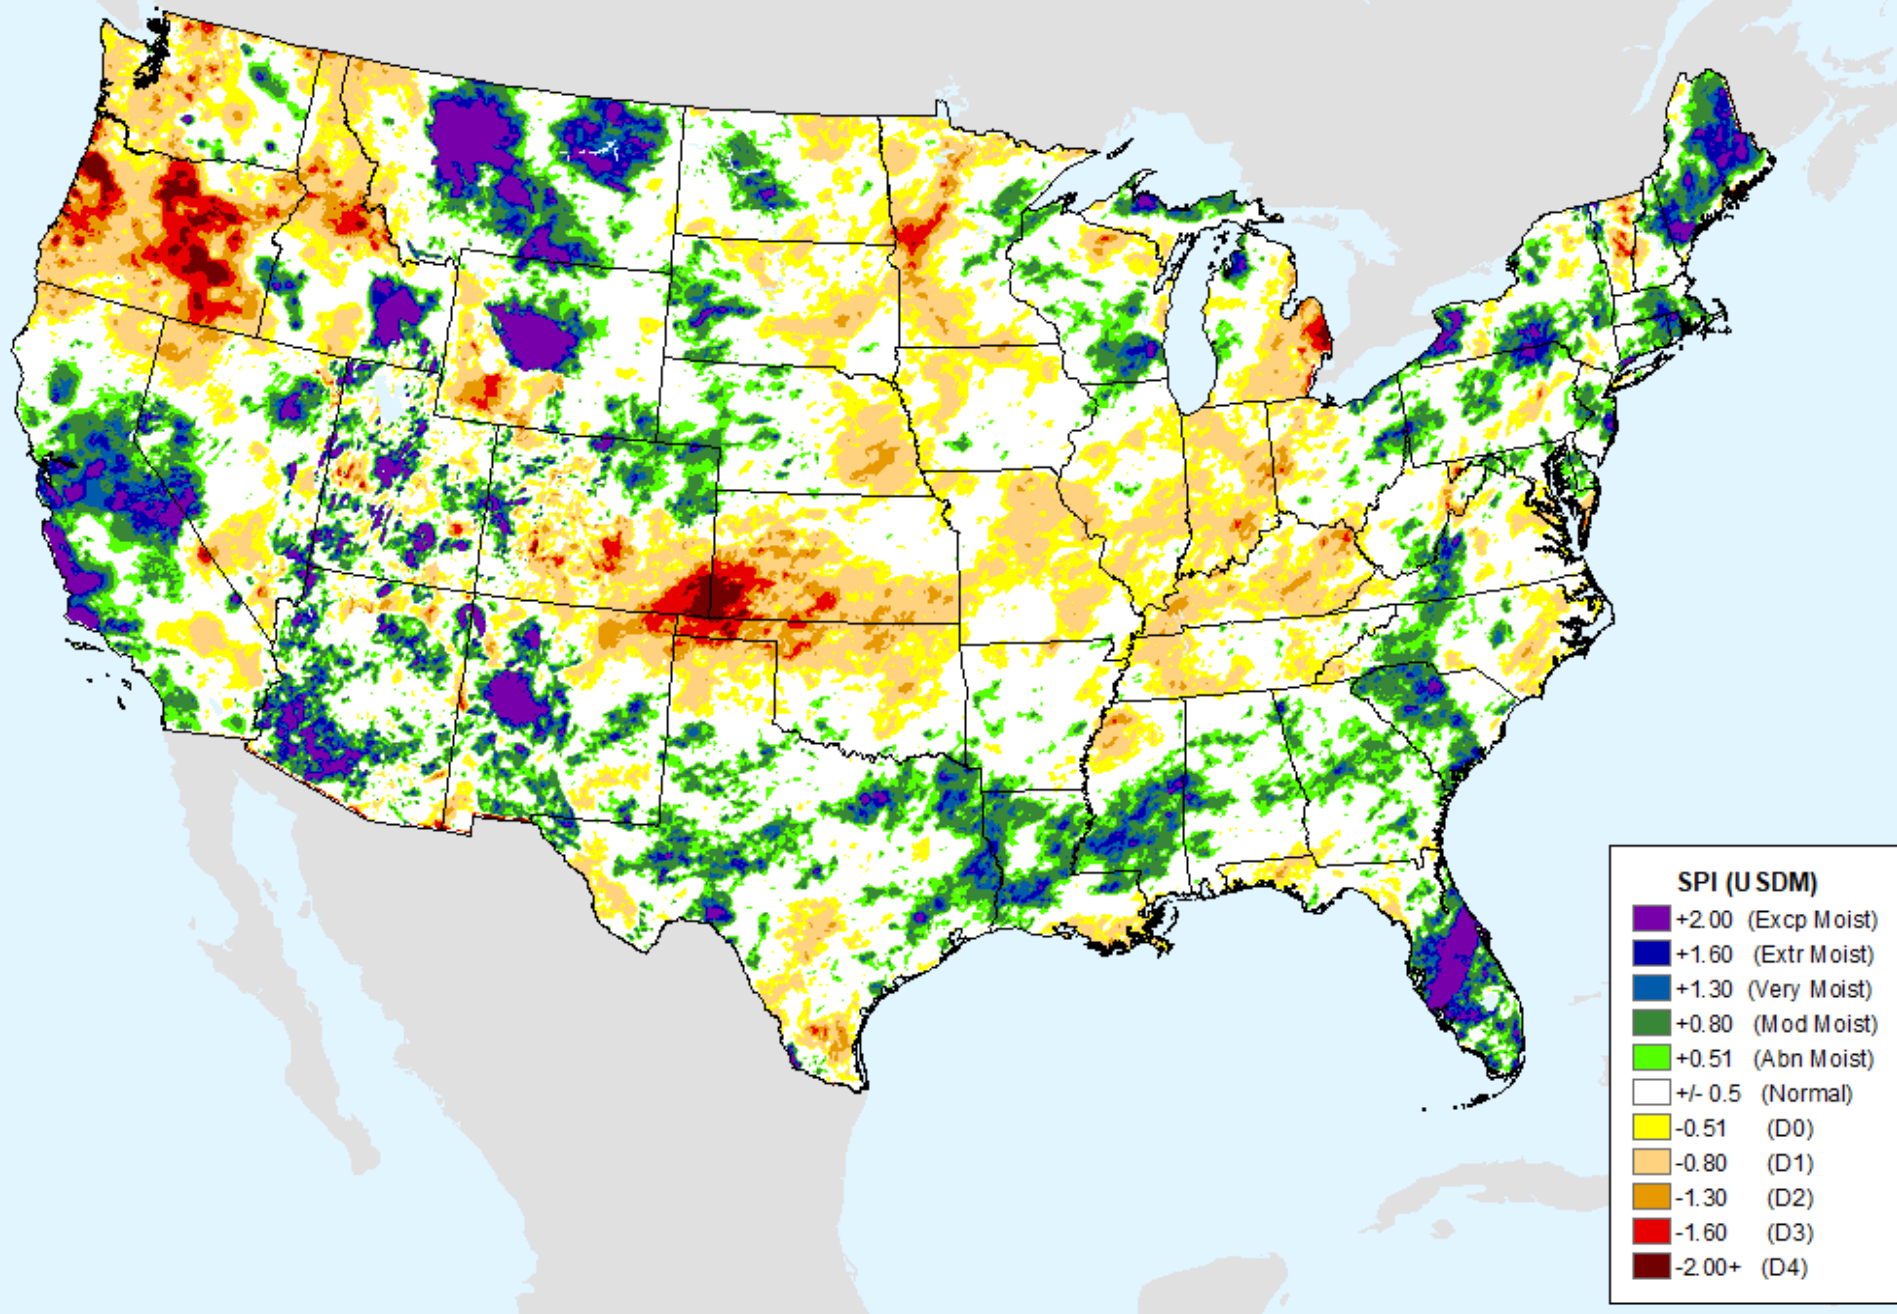 SPI (USDM)
+2.00 (Excp Moist)
+1.60 (Extr Moist)
+1.30 (Very Moist)
+0.80 (Mod Moist)
+0.51 (Abn Moist)
+/- 0.5 (Normal)
-0.51 (D0)
-0.80 (D1)
-1.30 (D2)
-1.60 (D3)
-2.00+ (D4)